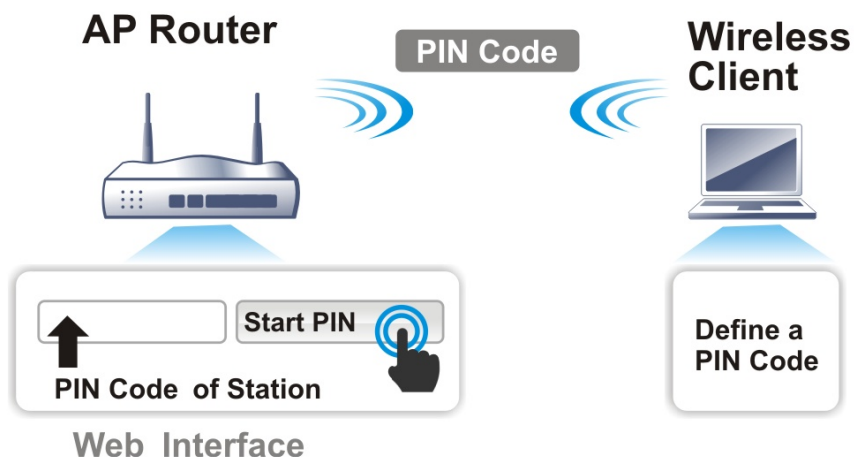 AP Router
PIN Code
Wireless
Client
Start PIN
PIN Code of Station
Web Interface
Define a
PIN Code